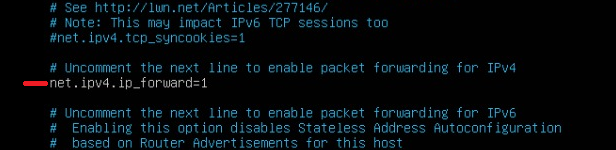 # See http://lwn.net/Articles/277146/
# Note: This may impact IPv6 TCP sessions too
#net.ipv4.tcp_syncookies=1
# Uncomment the next line to enable packet forwarding for IPv4
net.ipv4.ip_forward=1
# Uncomment the next line to enable packet forwarding for IPv6
#  Enabling this option disables Stateless Address Autoconfiguration
#  based on Router Advertisements for this host